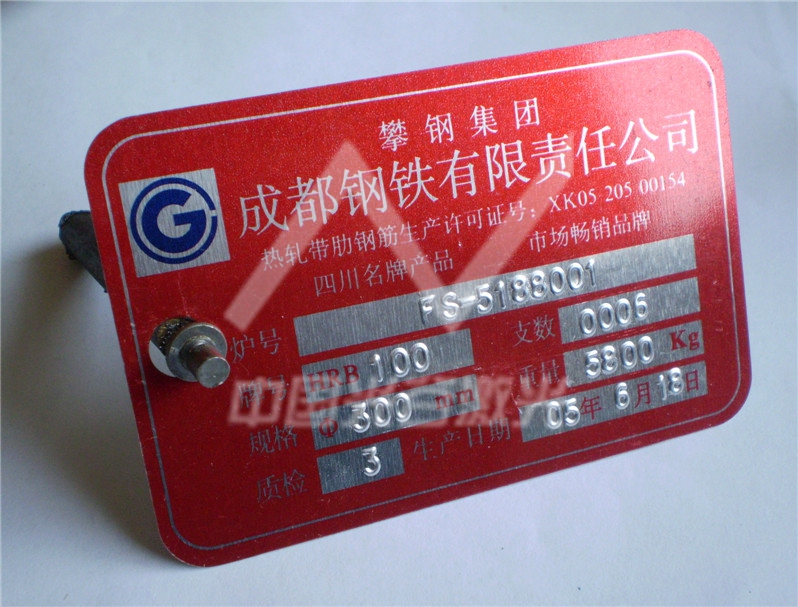 攀钢集团
成都钢铁有限责任公司
热轧带肋钢筋生产许可证号：XK05-205-00154
四川名牌产品 市场畅销品牌
炉号 FS-5188001
钢号 HRB 100 支数 0006
规格 Φ 300 mm 重量 5800 Kg
质检 3 生产日期 05年 6月 18日